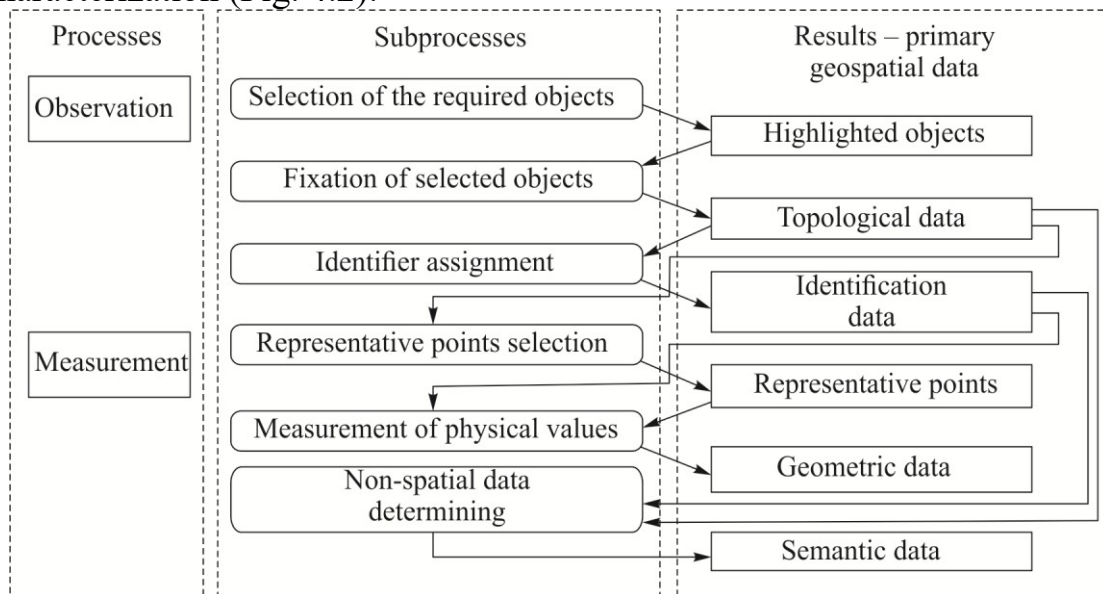 haracterization (Fig.
Processes
Observation
Measurement
Subprocesses
Selection of the required objects
Fixation of selected objects
Identifier assignment
Representative points selection
Measurement of physical values
Non-spatial data
determining
Results – primary
geospatial data
Highlighted objects
Topological data
Identification
data
Representative points
Geometric data
Semantic data